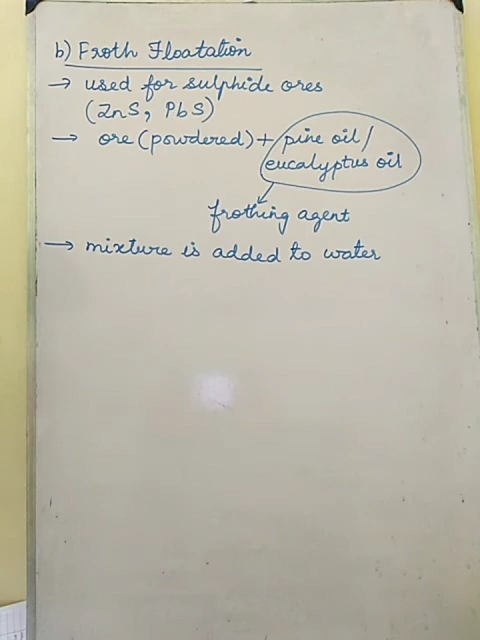 b) Froth Floatation
→ used for sulphide ores
(ZnS, PbS)
→ ore (powdered) + pine oil /
eucalyptus oil
frothing agent
→ mixture is added to water